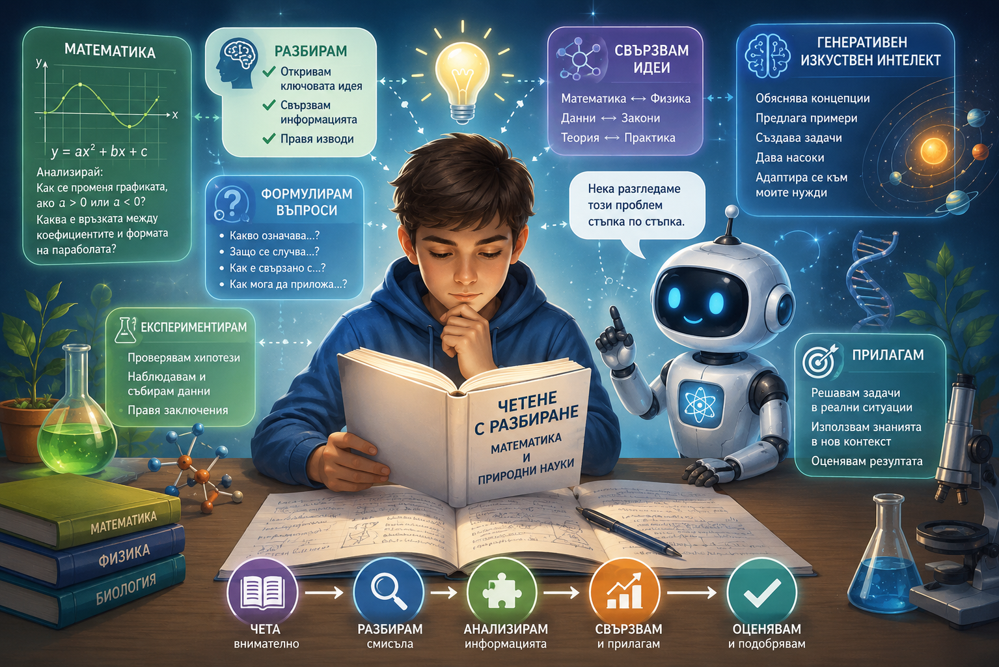 МАТЕМАТИКА
y
x
y = ax² + bx + c
Анализирай:
Как се променя графиката,
ако a > 0 или a < 0?
Каква е връзката между
коефициентите и формата
на параболата?
РАЗБИРАМ
Откривам
ключовата идея
Свързвам
информацията
Правя изводи
СВЪРЗВАМ
ИДЕИ
Математика ↔ Физика
Данни ↔ Закони
Теория ↔ Практика
ГЕНЕРАТИВЕН
ИЗКУСТВЕН ИНТЕЛЕКТ
Обяснява концепции
Предлага примери
Създава задачи
Дава насоки
Адаптира се към
моите нужди
?
ФОРМУЛИРАМ
ВЪПРОСИ
• Какво означава...?
• Защо се случва...?
• Как е свързано с...?
• Как мога да приложа...?
Нека разгледаме
този проблем
стъпка по стъпка.
ЕКСПЕРИМЕНТИРАМ
Проверявам хипотези
Наблюдавам и
събирам данни
Правя заключения
ПРИЛАГАМ
Решавам задачи
в реални ситуации
Използвам знанията
в нов контекст
Оценявам резултата
ЧЕТЕНЕ
С РАЗБИРАНЕ
МАТЕМАТИКА
И
ПРИРОДНИ НАУКИ
МАТЕМАТИКА
ФИЗИКА
БИОЛОГИЯ
ЧЕТА
внимателно
РАЗБИРАМ
смисъла
АНАЛИЗИРАМ
информацията
СВЪРЗВАМ
и прилагам
ОЦЕНЯВАМ
и подобрявам